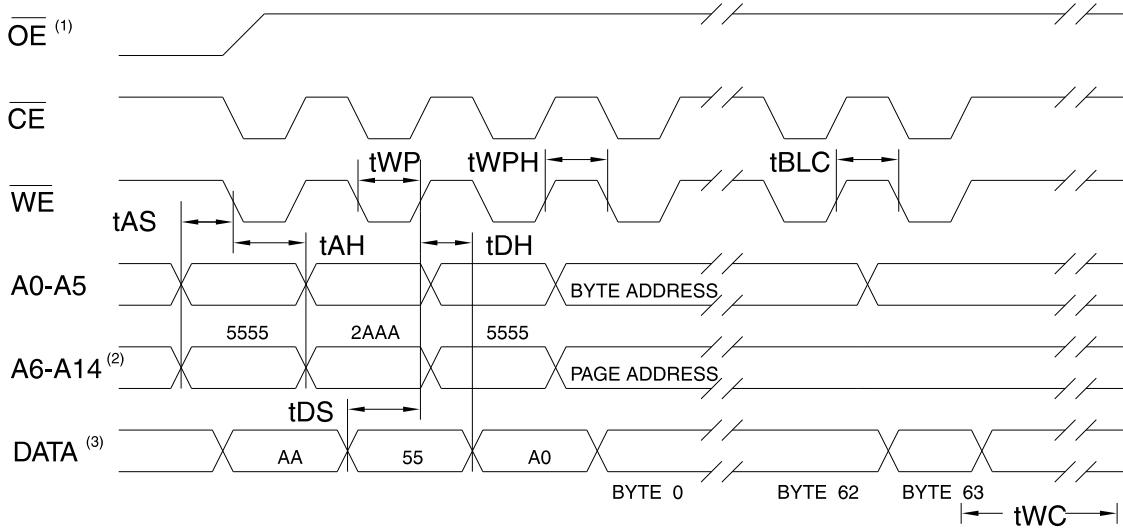 OE (1)
CE
tWP tWPH tBLC
WE
tAS
tAH tDH
A0-A5 BYTE ADDRESS
5555 2AAA 5555
A6-A14 (2) PAGE ADDRESS
tDS
DATA (3) AA 55 A0
BYTE 0 BYTE 62 BYTE 63
tWC